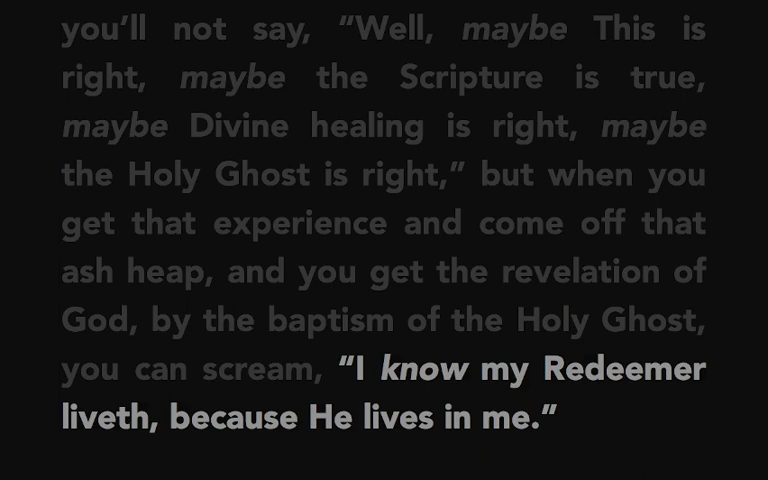 you’ll not say, “Well, maybe This is
right, maybe the Scripture is true,
maybe Divine healing is right, maybe
the Holy Ghost is right,” but when you
get that experience and come off that
ash heap, and you get the revelation of
God, by the baptism of the Holy Ghost,
you can scream, “I know my Redeemer
liveth, because He lives in me.”